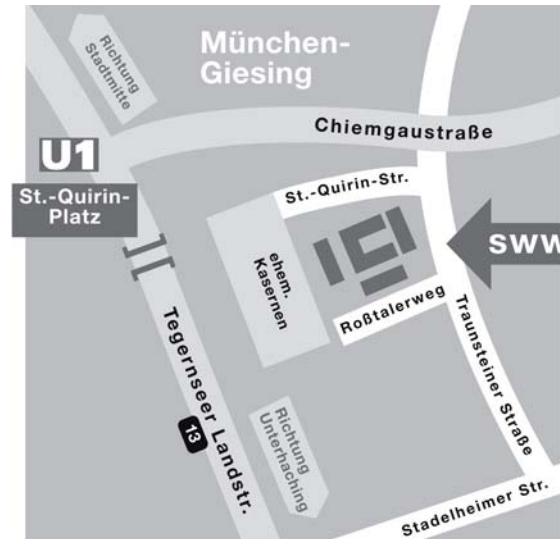 Richtung
Stadtmitte
München-
Giesing
Chiemgaustraße
U1
St.-Quirin-
Platz
St.-Quirin-Str.
ehem.
Kasernen
SWW
Roßtalerweg
Traunsteiner Straße
Tegernseer Landstr.
13
Richtung
Unterhaching
Stadelheimer Str.